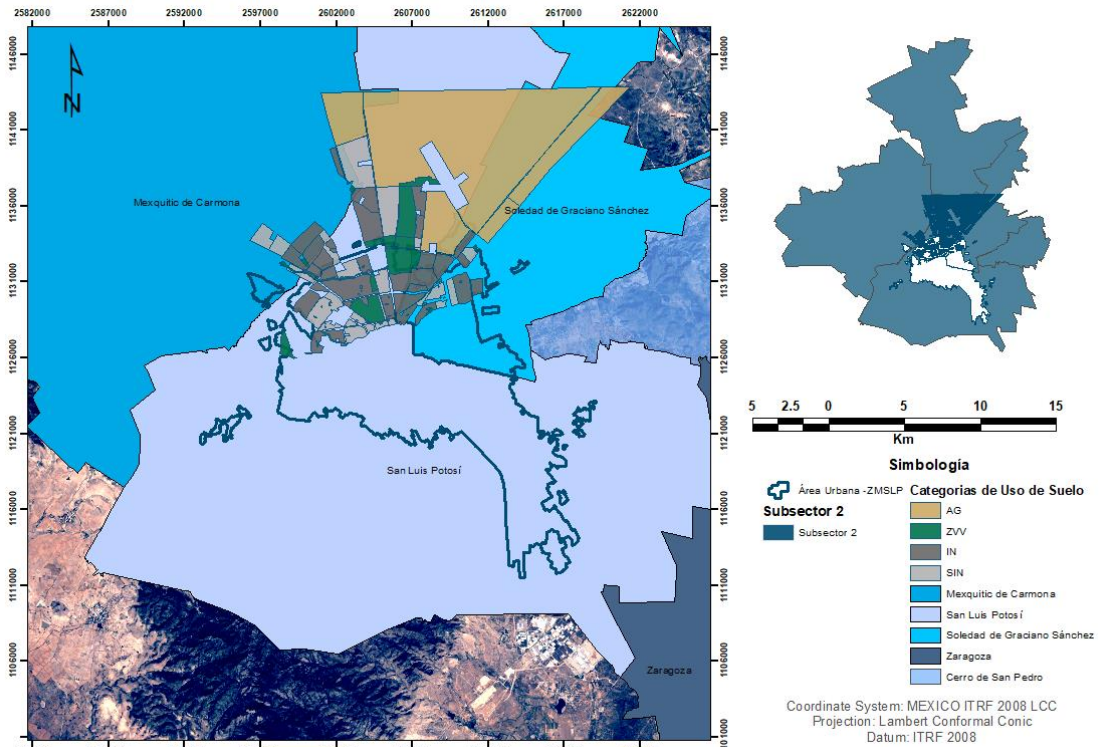 2582000 2587000 2592000 2597000 2602000 2607000 2612000 2617000 2622000
1146000
1141000
1136000
1131000
1126000
1121000
1116000
1111000
1106000
1101000
N
Mexquitic de Carmona
Soledad de Graciano Sánchez
San Luis Potosí
Zaragoza
5 2.5 0 5 10 15
Km
Simbología
Área Urbana -ZMSLP
Subsector 2
Subsector 2
Categorias de Uso de Suelo
AG
ZVV
IN
SIN
Mexquitic de Carmona
San Luis Potosí
Soledad de Graciano Sánchez
Zaragoza
Cerro de San Pedro
Coordinate System: MEXICO ITRF 2008 LCC
Projection: Lambert Conformal Conic
Datum: ITRF 2008